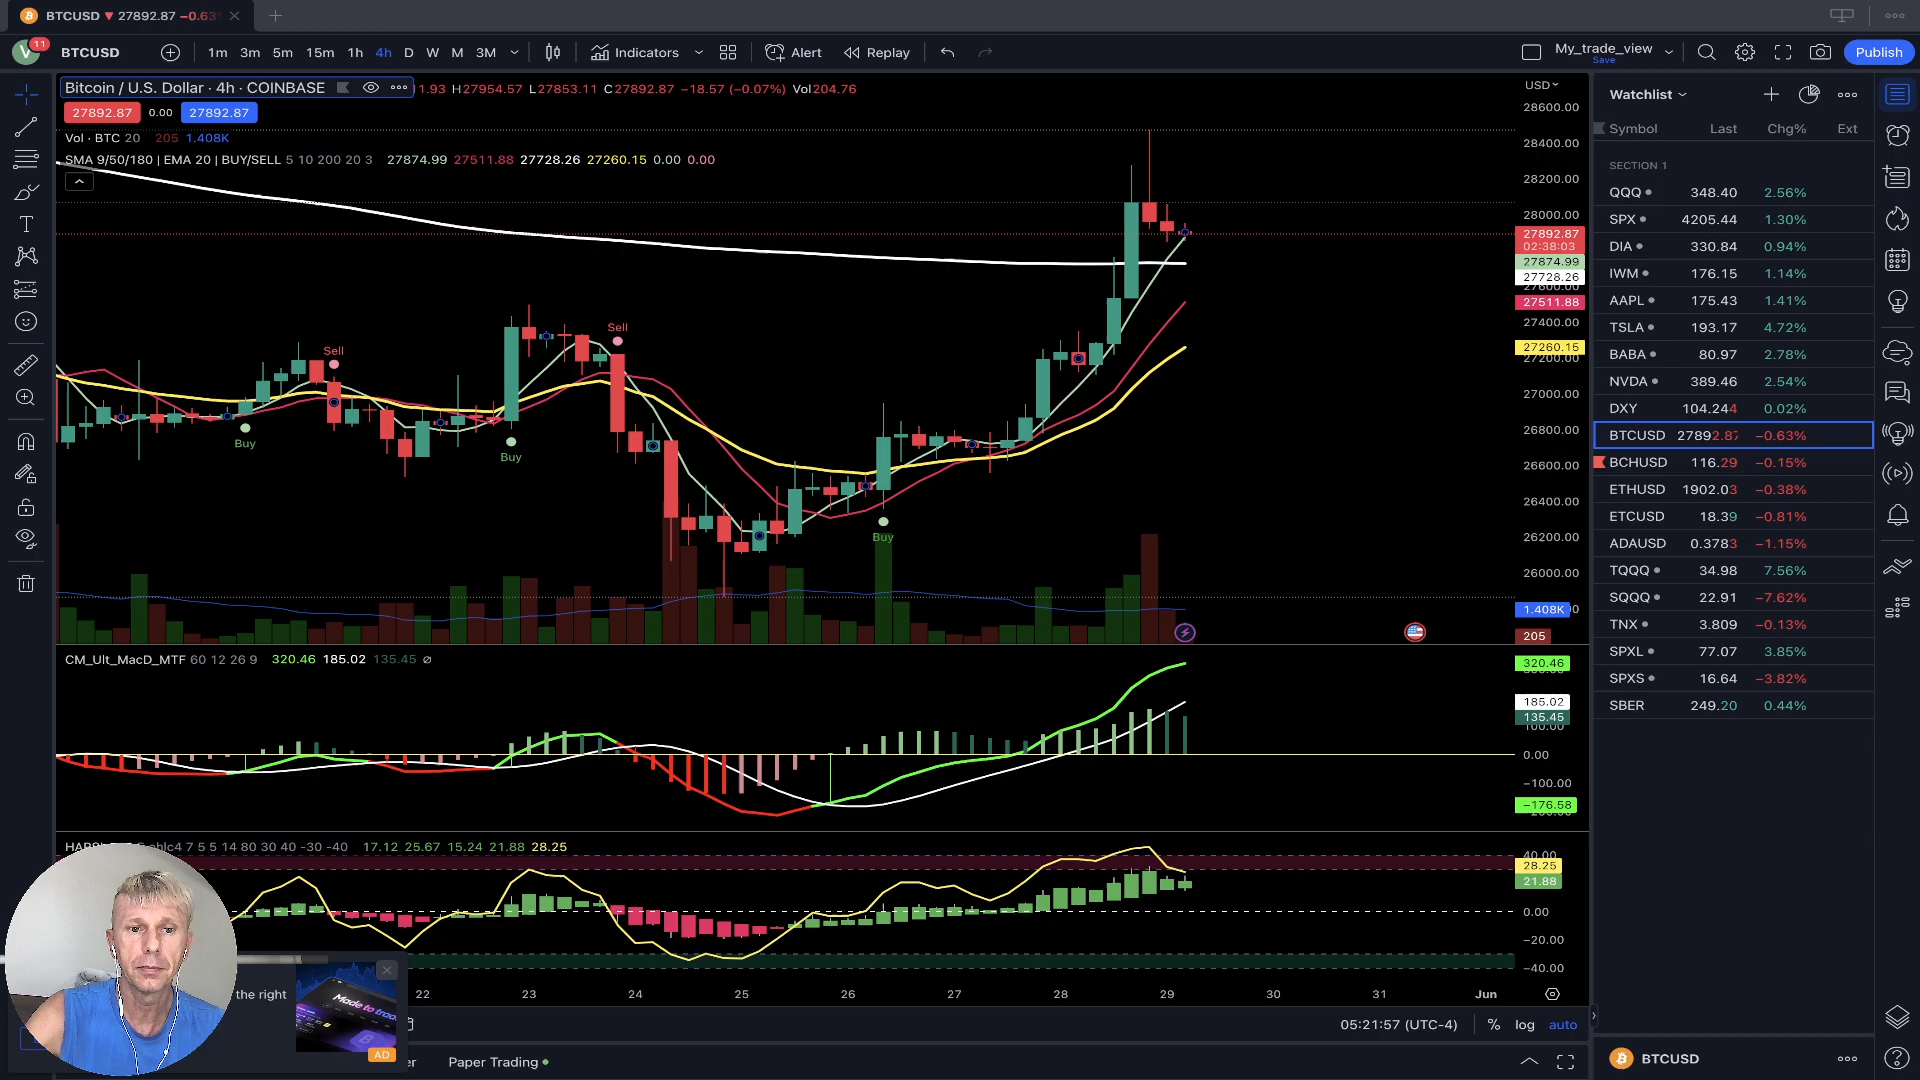 BTCUSD ▼ 27892.87 −0.63
11
BTCUSD
1m 3m 5m 15m 1h 4h D W M 3M
Indicators
Alert
Replay
My_trade_view
Save
Publish
Bitcoin / U.S. Dollar · 4h · COINBASE
1.93 H27954.57 L27853.11 C27892.87 −18.57 (−0.07%) Vol204.76
27892.87 0.00 27892.87
Vol · BTC 20 205 1.408K
SMA 9/50/180 | EMA 20 | BUY/SELL 5 10 200 20 3 27874.99 27511.88 27728.26 27260.15 0.00 0.00
Sell
Buy
Buy
Sell
Buy
USD
28600.00
28400.00
28200.00
28000.00
27892.87
02:38:03
27874.99
27728.26
27600.00
27511.88
27400.00
27260.15
27200.00
27000.00
26800.00
26600.00
26400.00
26200.00
26000.00
1.408K
205
CM_Ult_MacD_MTF 60 12 26 9 320.46 185.02 135.45 ∅
320.46
185.02
135.45
100.00
0.00
−100.00
−176.58
ohlc4 7 5 5 14 80 30 40 -30 -40 17.12 25.67 15.24 21.88 28.25
40.00
28.25
21.88
0.00
−20.00
−40.00
22 23 24 25 26 27 28 29 30 31 Jun
the right
Made to trad
AD
05:21:57 (UTC-4) % log auto
er
Paper Trading
Watchlist
Symbol Last Chg% Ext
SECTION 1
QQQ 348.40 2.56%
SPX 4205.44 1.30%
DIA 330.84 0.94%
IWM 176.15 1.14%
AAPL 175.43 1.41%
TSLA 193.17 4.72%
BABA 80.97 2.78%
NVDA 389.46 2.54%
DXY 104.244 0.02%
BTCUSD 27892.87 −0.63%
BCHUSD 116.29 −0.15%
ETHUSD 1902.03 −0.38%
ETCUSD 18.39 −0.81%
ADAUSD 0.3783 −1.15%
TQQQ 34.98 7.56%
SQQQ 22.91 −7.62%
TNX 3.809 −0.13%
SPXL 77.07 3.85%
SPXS 16.64 −3.82%
SBER 249.20 0.44%
BTCUSD